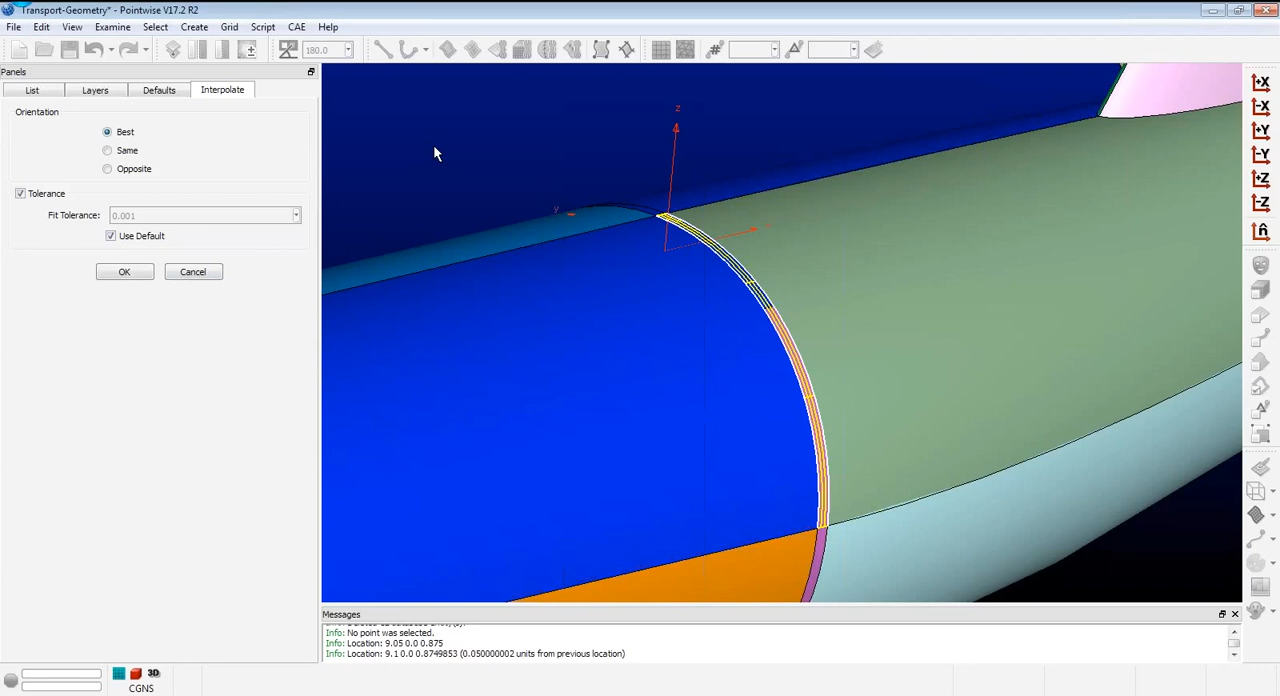 Transport-Geometry* - Pointwise V17.2 R2
File Edit View Examine Select Create Grid Script CAE Help
180.0
Panels
List Layers Defaults Interpolate
Orientation
Best
Same
Opposite
Tolerance
Fit Tolerance: 0.001
Use Default
OK Cancel
z
y
+X
-X
+Y
-Y
+Z
-Z
n̂
Messages
Info: No point was selected.
Info: Location: 9.05 0.0 0.875
Info: Location: 9.1 0.0 0.8749853 (0.050000002 units from previous location)
3D
CGNS